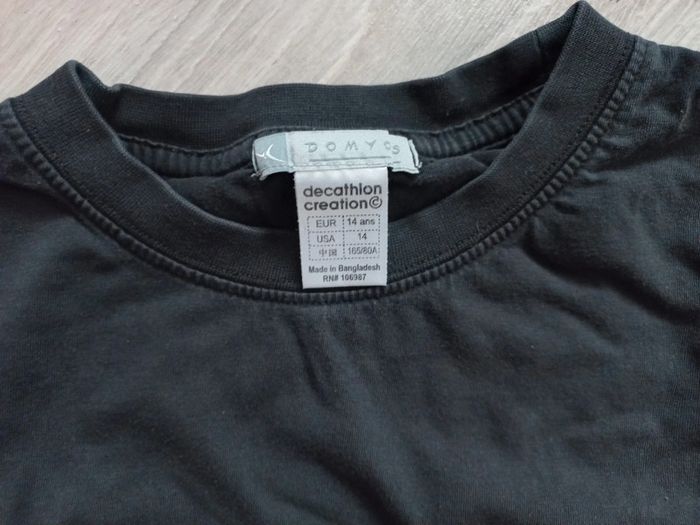 DOMYOS
decathlon
creation©
EUR 14 ans
USA 14
中国 165/80A
Made in Bangladesh
RN# 106987